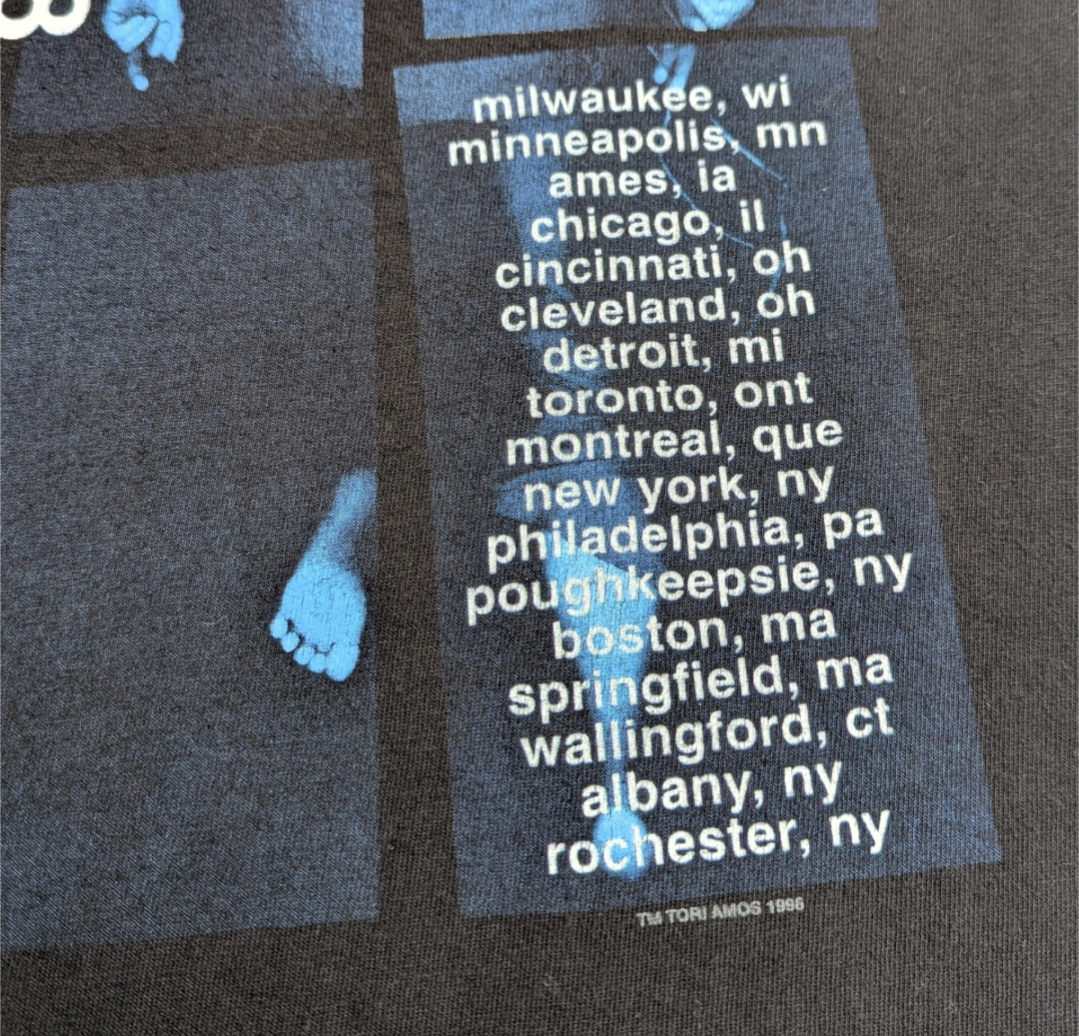 8
milwaukee, wi
minneapolis, mn
ames, ia
chicago, il
cincinnati, oh
cleveland, oh
detroit, mi
toronto, ont
montreal, que
new york, ny
philadelphia, pa
poughkeepsie, ny
boston, ma
springfield, ma
wallingford, ct
albany, ny
rochester, ny
TM TORI AMOS 1998